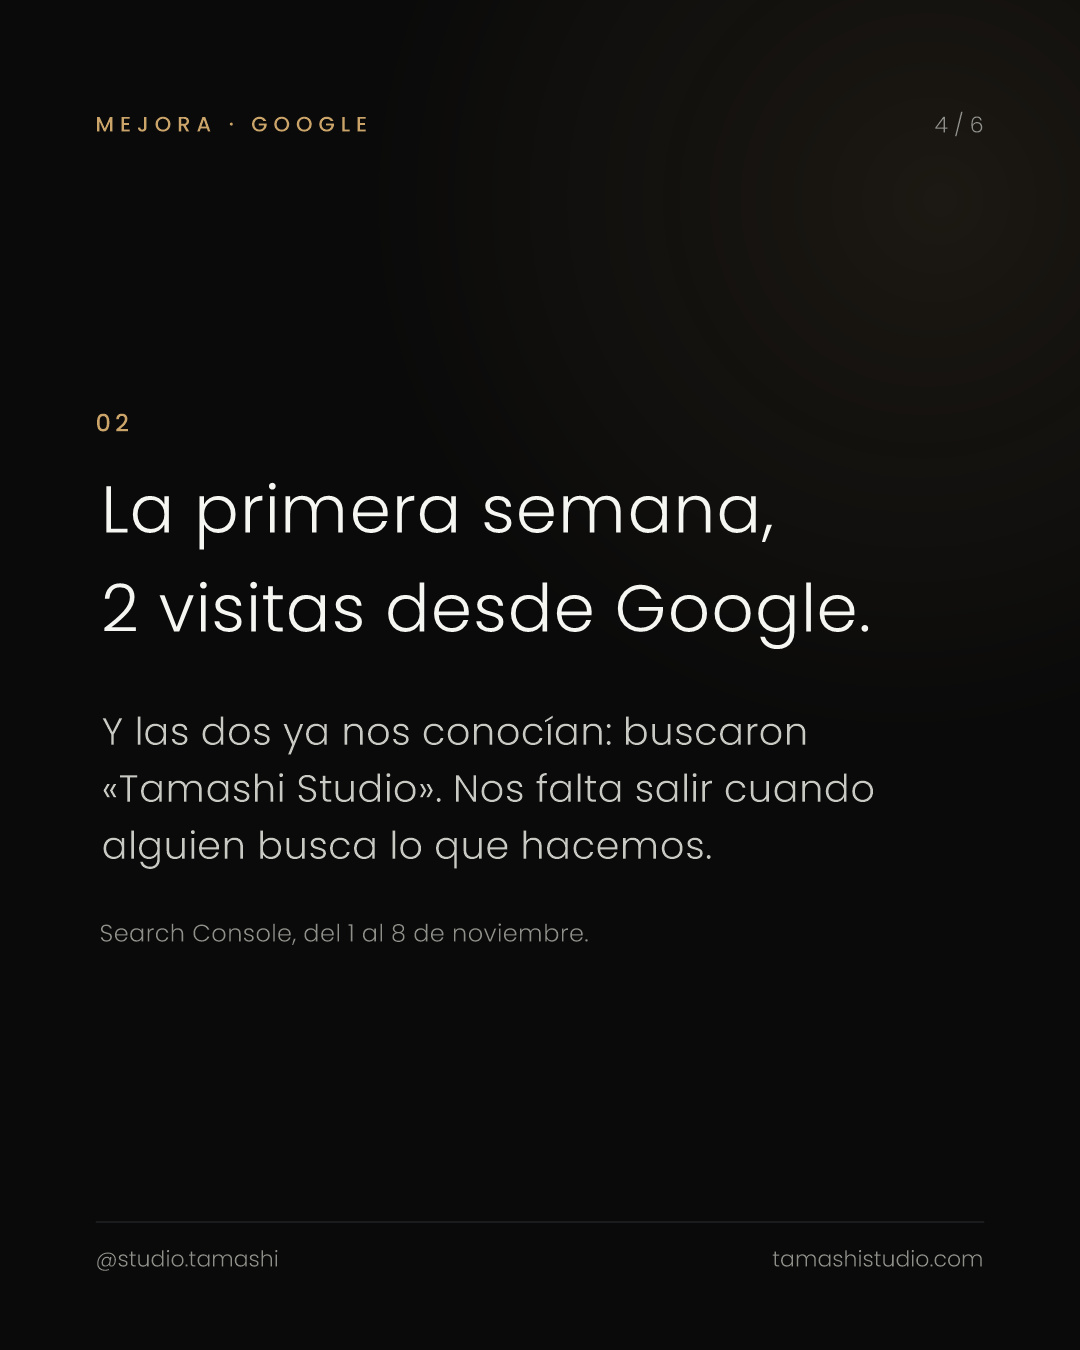 MEJORA · GOOGLE
4 / 6
02
La primera semana,
2 visitas desde Google.
Y las dos ya nos conocían: buscaron
«Tamashi Studio». Nos falta salir cuando
alguien busca lo que hacemos.
Search Console, del 1 al 8 de noviembre.
@studio.tamashi
tamashistudio.com